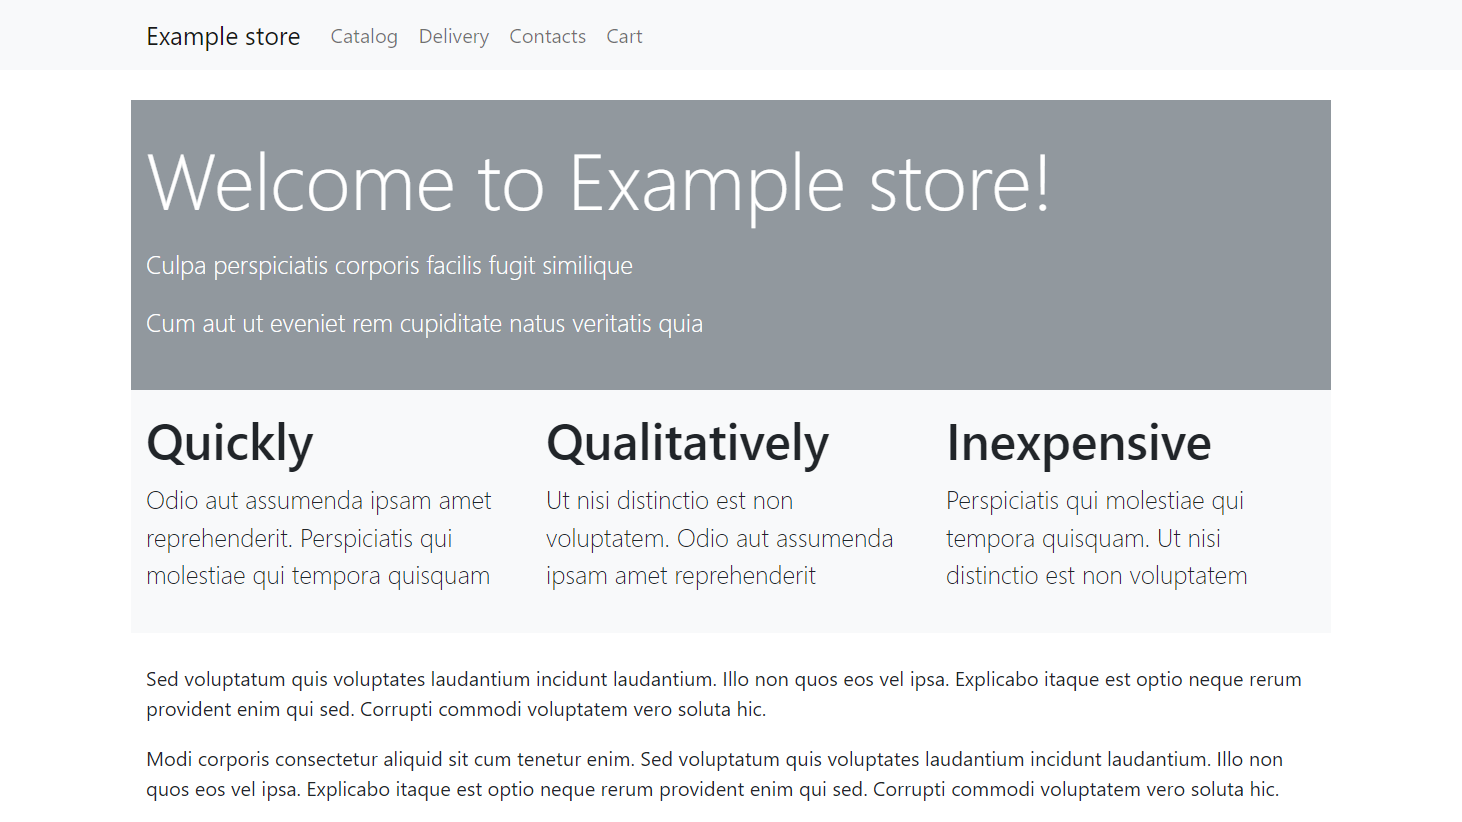 Example store Catalog Delivery Contacts Cart
Welcome to Example store!
Culpa perspiciatis corporis facilis fugit similique
Cum aut ut eveniet rem cupiditate natus veritatis quia
Quickly
Odio aut assumenda ipsam amet
reprehenderit. Perspiciatis qui
molestiae qui tempora quisquam
Qualitatively
Ut nisi distinctio est non
voluptatem. Odio aut assumenda
ipsam amet reprehenderit
Inexpensive
Perspiciatis qui molestiae qui
tempora quisquam. Ut nisi
distinctio est non voluptatem
Sed voluptatum quis voluptates laudantium incidunt laudantium. Illo non quos eos vel ipsa. Explicabo itaque est optio neque rerum
provident enim qui sed. Corrupti commodi voluptatem vero soluta hic.
Modi corporis consectetur aliquid sit cum tenetur enim. Sed voluptatum quis voluptates laudantium incidunt laudantium. Illo non
quos eos vel ipsa. Explicabo itaque est optio neque rerum provident enim qui sed. Corrupti commodi voluptatem vero soluta hic.